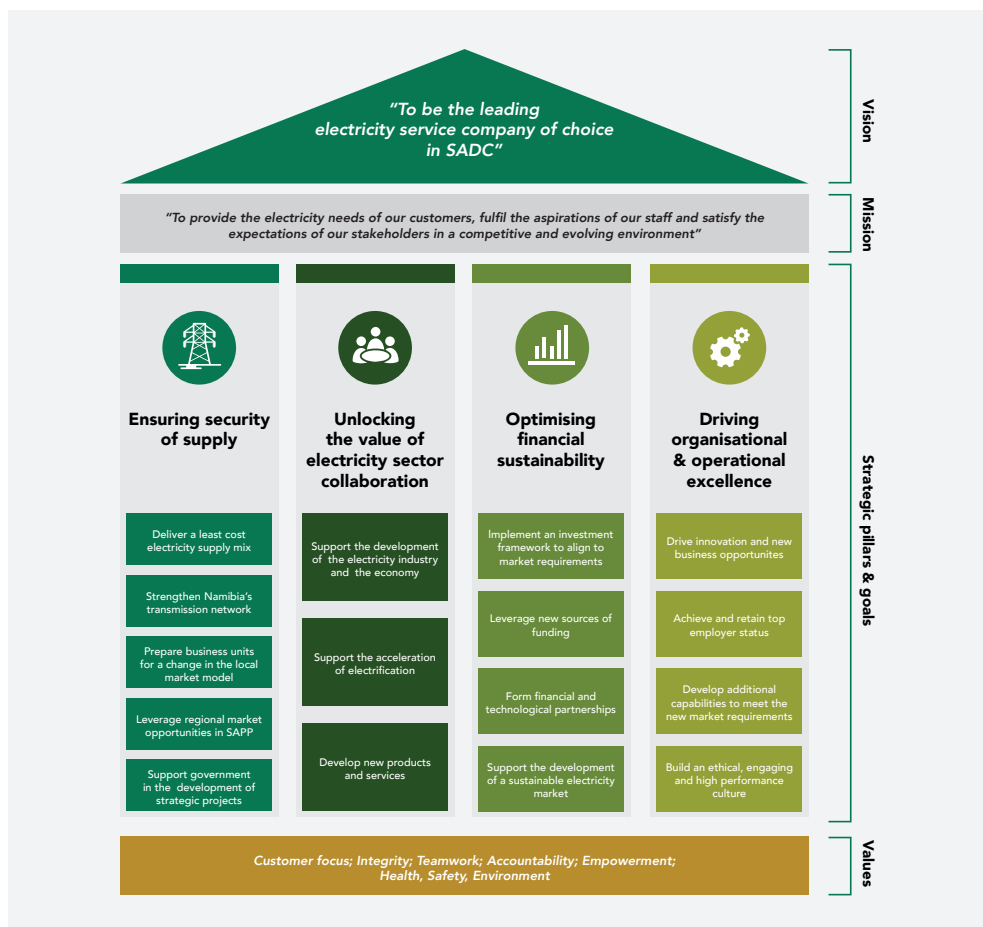 “To be the leading
electricity service company of choice
in SADC”
Vision
“To provide the electricity needs of our customers, fulfil the aspirations of our staff and satisfy the
expectations of our stakeholders in a competitive and evolving environment”
Mission
Ensuring security
of supply
Deliver a least cost
electricity supply mix
Strengthen Namibia’s
transmission network
Prepare business units
for a change in the local
market model
Leverage regional market
opportunities in SAPP
Support government
in the development of
strategic projects
Unlocking
the value of
electricity sector
collaboration
Support the development
of the electricity industry
and the economy
Support the acceleration
of electrification
Develop new products
and services
Optimising
financial
sustainability
Implement an investment
framework to align to
market requirements
Leverage new sources of
funding
Form financial and
technological partnerships
Support the development
of a sustainable electricity
market
Driving
organisational
& operational
excellence
Drive innovation and new
business opportunites
Achieve and retain top
employer status
Develop additional
capabilities to meet the
new market requirements
Build an ethical, engaging
and high performance
culture
Strategic pillars & goals
Customer focus; Integrity; Teamwork; Accountability; Empowerment;
Health, Safety, Environment
Values